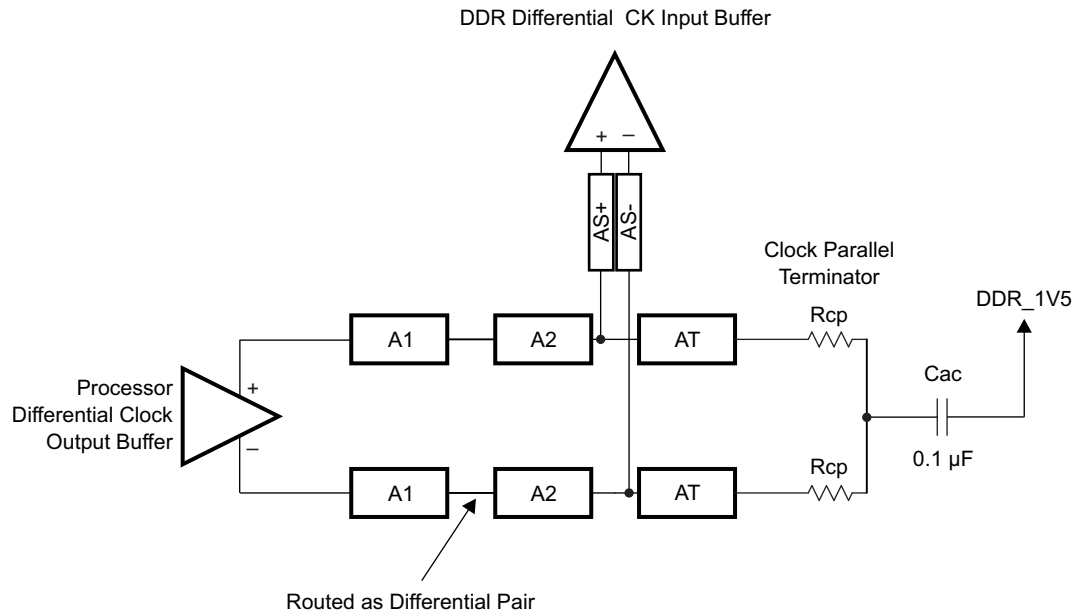 DDR Differential CK Input Buffer
+ −
AS+ AS-
Clock Parallel
Terminator
DDR_1V5
A1 A2 AT Rcp
Processor
Differential Clock
Output Buffer
+
−
Cac
0.1 µF
A1 A2 AT Rcp
Routed as Differential Pair